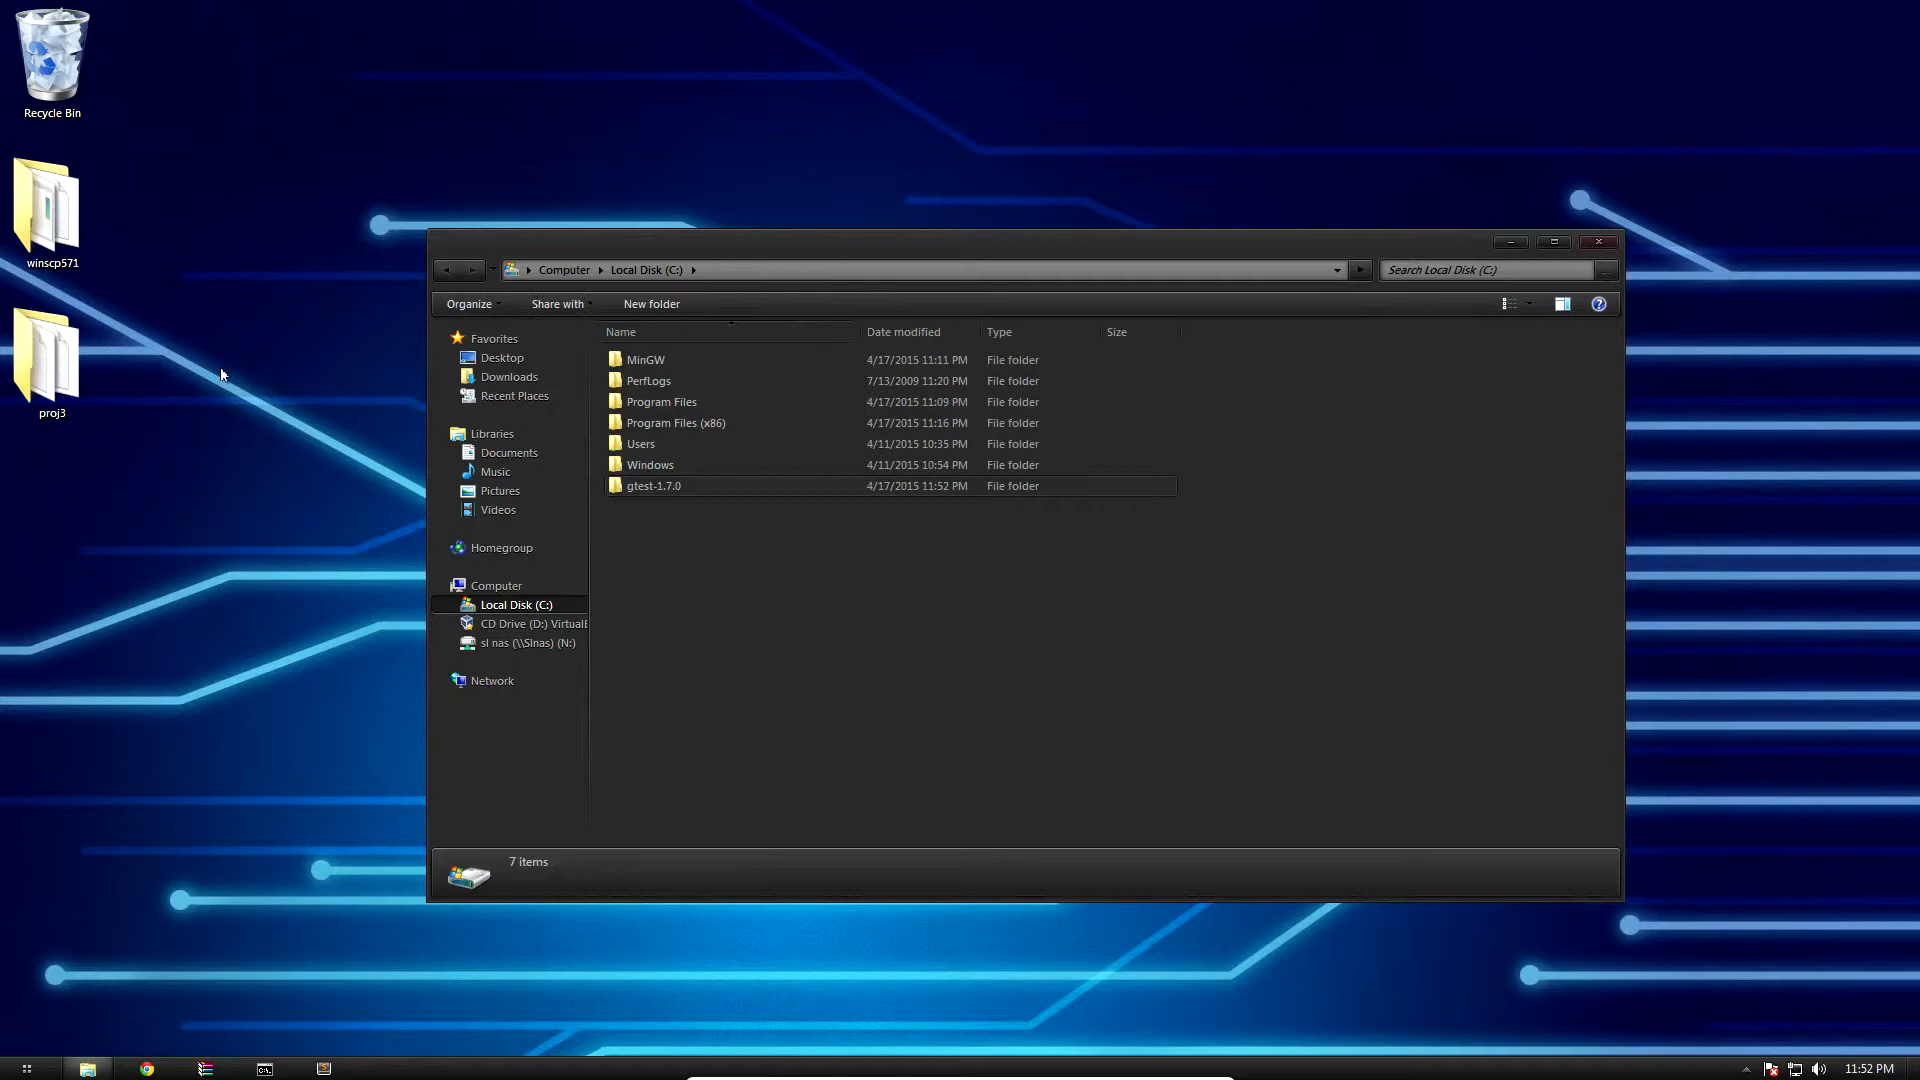 Recycle Bin
winscp571
proj3
Computer
Local Disk (C:)
Search Local Disk (C:)
Organize
Share with
New folder
Name
Date modified
Type
Size
Favorites
Desktop
Downloads
Recent Places
Libraries
Documents
Music
Pictures
Videos
Homegroup
Computer
Local Disk (C:)
CD Drive (D:) VirtualB
sl nas (\\Slnas) (N:)
Network
MinGW 4/17/2015 11:11 PM File folder
PerfLogs 7/13/2009 11:20 PM File folder
Program Files 4/17/2015 11:09 PM File folder
Program Files (x86) 4/17/2015 11:16 PM File folder
Users 4/11/2015 10:35 PM File folder
Windows 4/11/2015 10:54 PM File folder
gtest-1.7.0 4/17/2015 11:52 PM File folder
7 items
11:52 PM